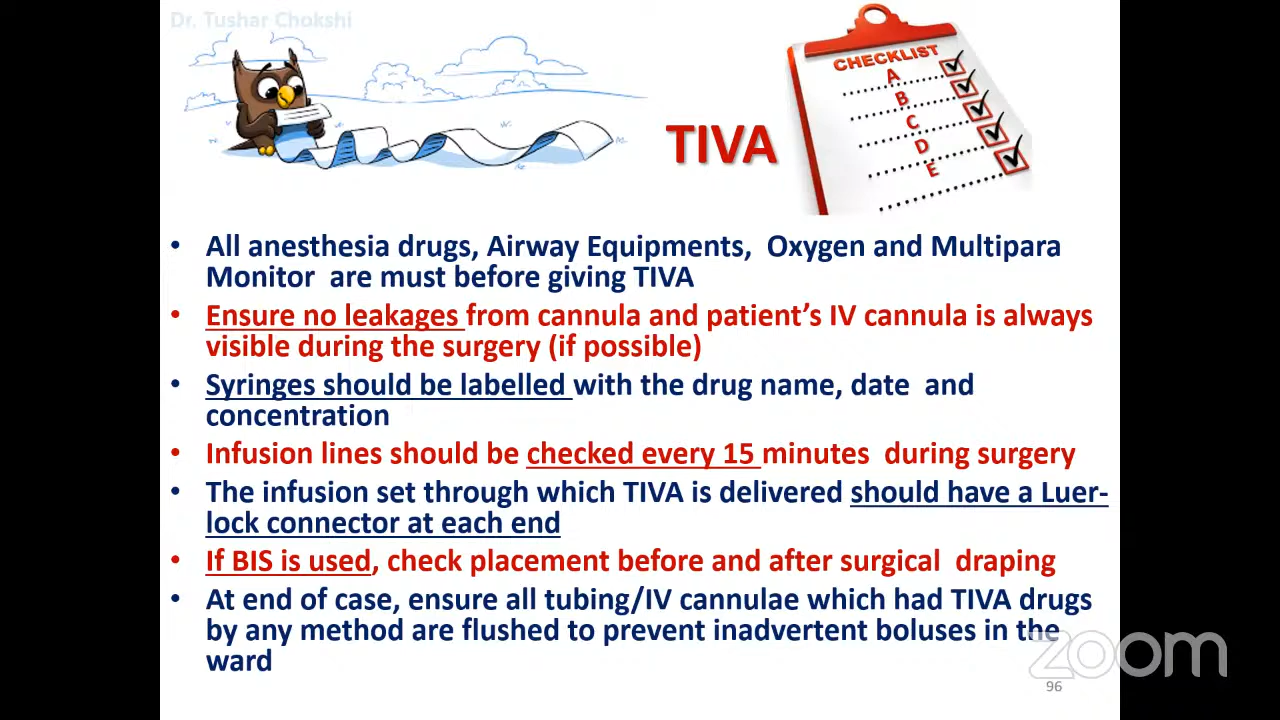 Dr. Tushar Chokshi
CHECKLIST
A
B
C
D
E
TIVA
• All anesthesia drugs, Airway Equipments, Oxygen and Multipara
Monitor are must before giving TIVA
• Ensure no leakages from cannula and patient's IV cannula is always
visible during the surgery (if possible)
• Syringes should be labelled with the drug name, date and
concentration
• Infusion lines should be checked every 15 minutes during surgery
• The infusion set through which TIVA is delivered should have a Luer-
lock connector at each end
• If BIS is used, check placement before and after surgical draping
• At end of case, ensure all tubing/IV cannulae which had TIVA drugs
by any method are flushed to prevent inadvertent boluses in the
ward
zoom
96